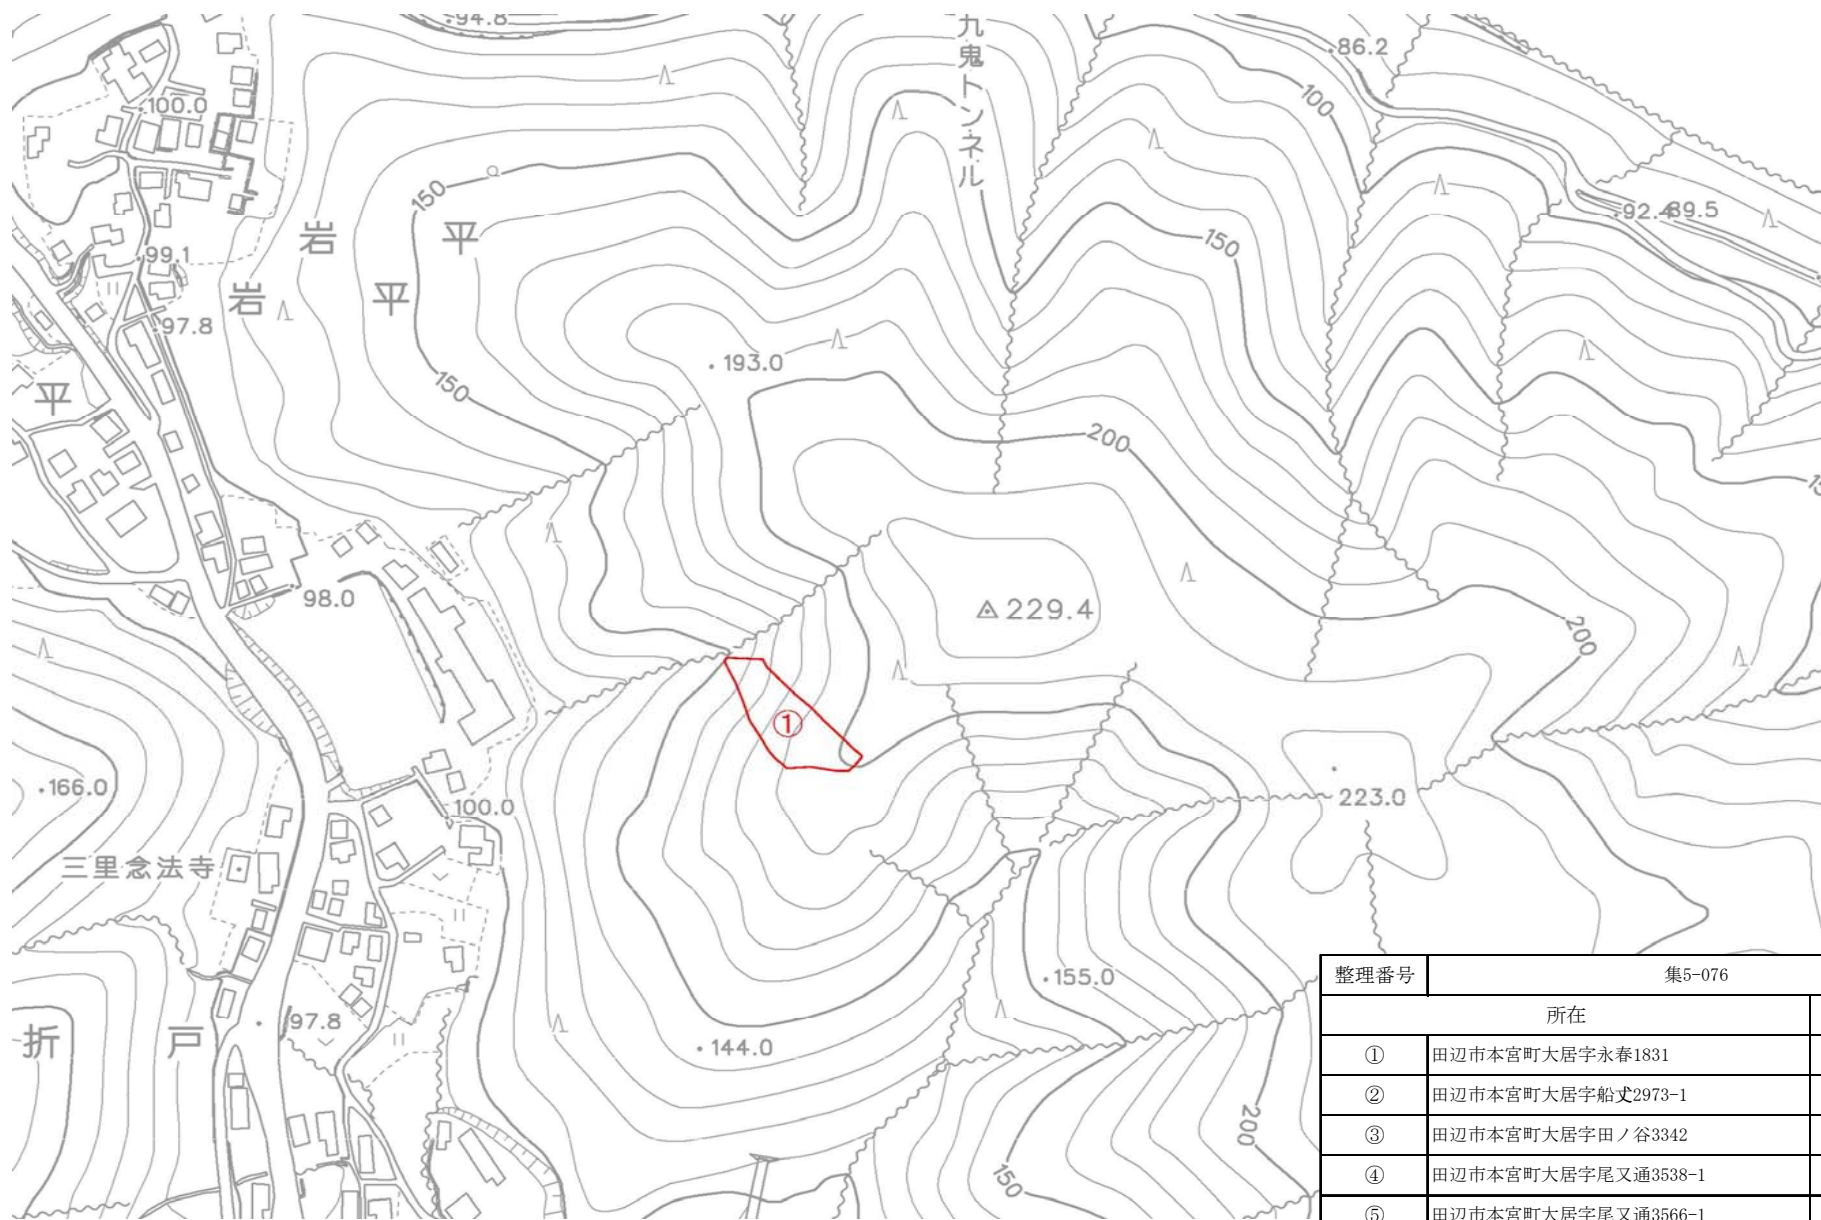 94.8
九鬼トンネル
86.2
100.0
100
150
92.4
89.5
岩 平
150
99.1
岩 平
97.8
193.0
平
150
200
98.0
229.4
200
①
166.0
100.0
223.0
三里念法寺
155.0
97.8
折 戸
144.0
200
150
整理番号 集5-076
所在
① 田辺市本宮町大居字永春1831
② 田辺市本宮町大居字船丈2973-1
③ 田辺市本宮町大居字田ノ谷3342
④ 田辺市本宮町大居字尾又通3538-1
⑤ 田辺市本宮町大居字尾又通3566-1